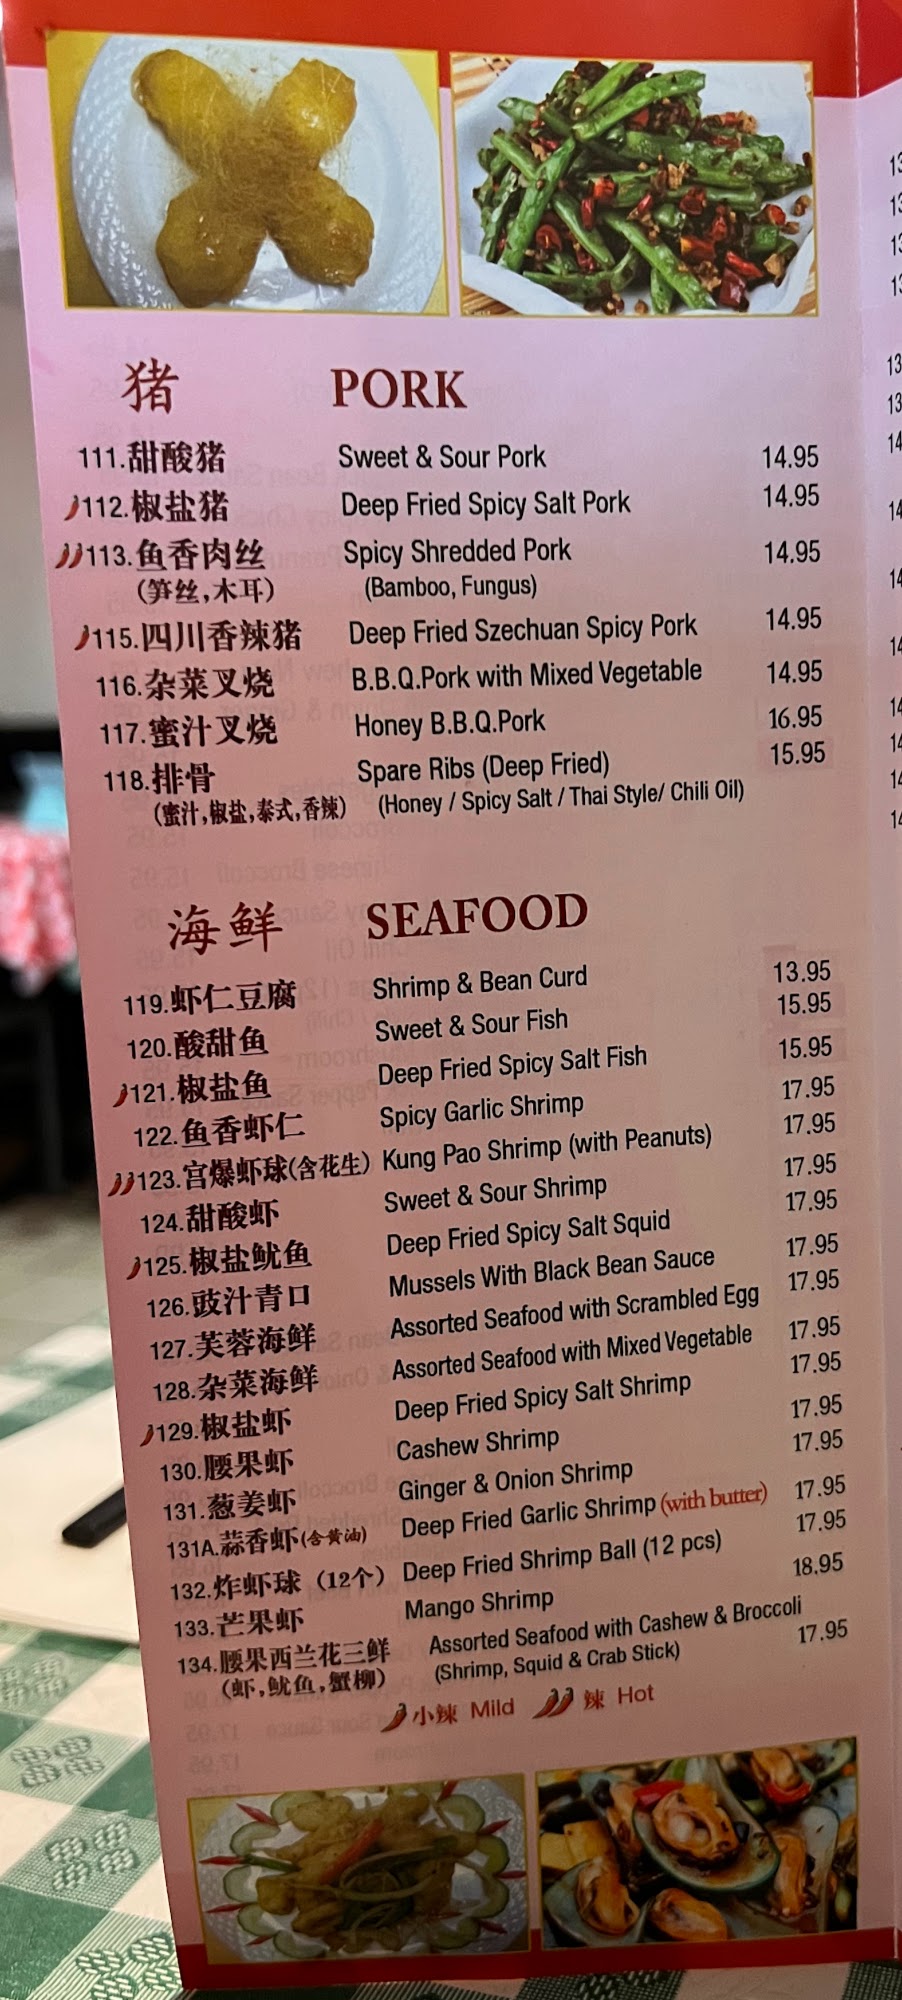 猪 PORK
111.甜酸猪 Sweet & Sour Pork 14.95
112.椒盐猪 Deep Fried Spicy Salt Pork 14.95
113.鱼香肉丝 Spicy Shredded Pork 14.95
(笋丝,木耳) (Bamboo, Fungus)
115.四川香辣猪 Deep Fried Szechuan Spicy Pork 14.95
116.杂菜叉烧 B.B.Q.Pork with Mixed Vegetable 14.95
117.蜜汁叉烧 Honey B.B.Q.Pork 16.95
118.排骨 Spare Ribs (Deep Fried) 15.95
(蜜汁,椒盐,泰式,香辣) (Honey / Spicy Salt / Thai Style/ Chili Oil)
海鲜 SEAFOOD
119.虾仁豆腐 Shrimp & Bean Curd 13.95
120.酸甜鱼 Sweet & Sour Fish 15.95
121.椒盐鱼 Deep Fried Spicy Salt Fish 15.95
122.鱼香虾仁 Spicy Garlic Shrimp 17.95
123.宫爆虾球(含花生) Kung Pao Shrimp (with Peanuts) 17.95
124.甜酸虾 Sweet & Sour Shrimp 17.95
125.椒盐鱿鱼 Deep Fried Spicy Salt Squid 17.95
126.豉汁青口 Mussels With Black Bean Sauce 17.95
127.芙蓉海鲜 Assorted Seafood with Scrambled Egg 17.95
128.杂菜海鲜 Assorted Seafood with Mixed Vegetable 17.95
129.椒盐虾 Deep Fried Spicy Salt Shrimp 17.95
130.腰果虾 Cashew Shrimp 17.95
131.葱姜虾 Ginger & Onion Shrimp 17.95
131A.蒜香虾(含黄油) Deep Fried Garlic Shrimp (with butter) 17.95
132.炸虾球（12个） Deep Fried Shrimp Ball (12 pcs) 17.95
133.芒果虾 Mango Shrimp 18.95
134.腰果西兰花三鲜 Assorted Seafood with Cashew & Broccoli 17.95
(虾,鱿鱼,蟹柳) (Shrimp, Squid & Crab Stick)
小辣 Mild 辣 Hot